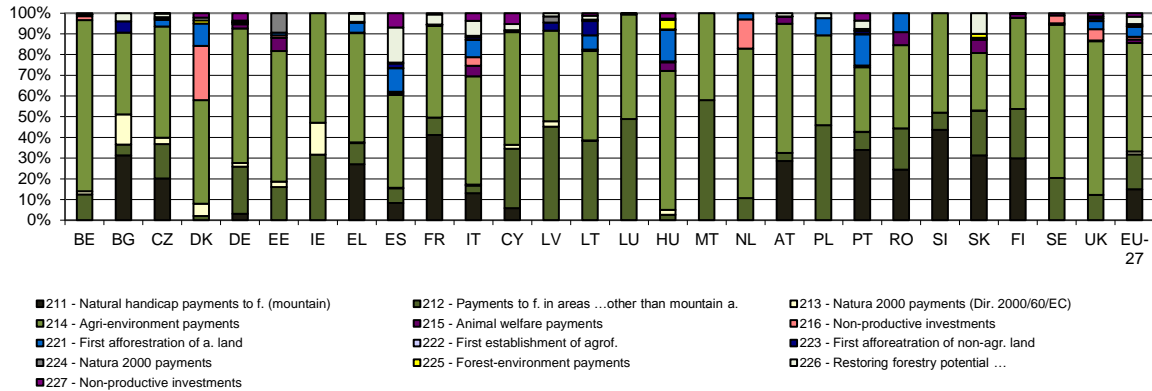 100%
90%
80%
70%
60%
50%
40%
30%
20%
10%
0%
BE BG CZ DK DE EE IE EL ES FR IT CY LV LT LU HU MT NL AT PL PT RO SI SK FI SE UK EU-
27
211 - Natural handicap payments to f. (mountain) 212 - Payments to f. in areas …other than mountain a. 213 - Natura 2000 payments (Dir. 2000/60/EC)
214 - Agri-environment payments 215 - Animal welfare payments 216 - Non-productive investments
221 - First afforestration of a. land 222 - First establishment of agrof. 223 - First afforeatration of non-agr. land
224 - Natura 2000 payments 225 - Forest-environment payments 226 - Restoring forestry potential …
227 - Non-productive investments